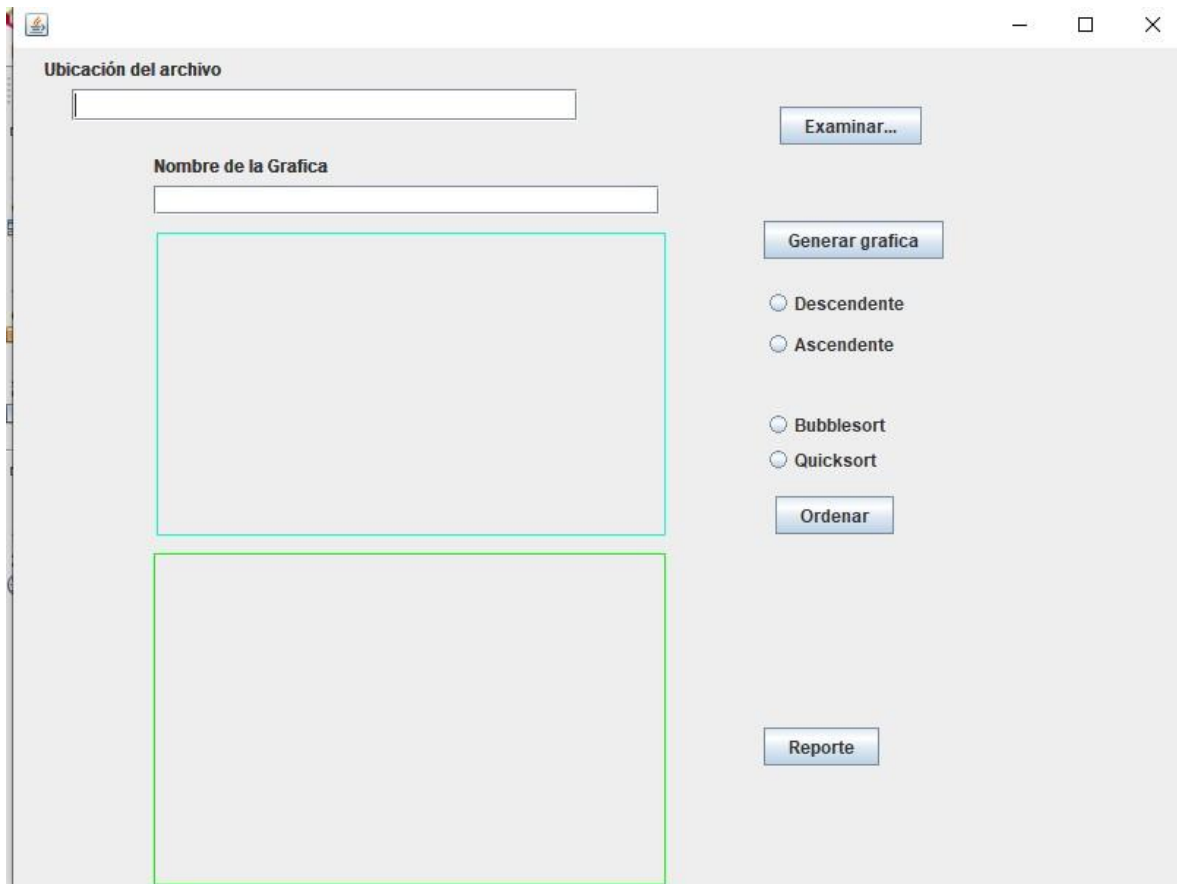 Ubicación del archivo
Examinar...
Nombre de la Grafica
Generar grafica
Descendente
Ascendente
Bubblesort
Quicksort
Ordenar
Reporte